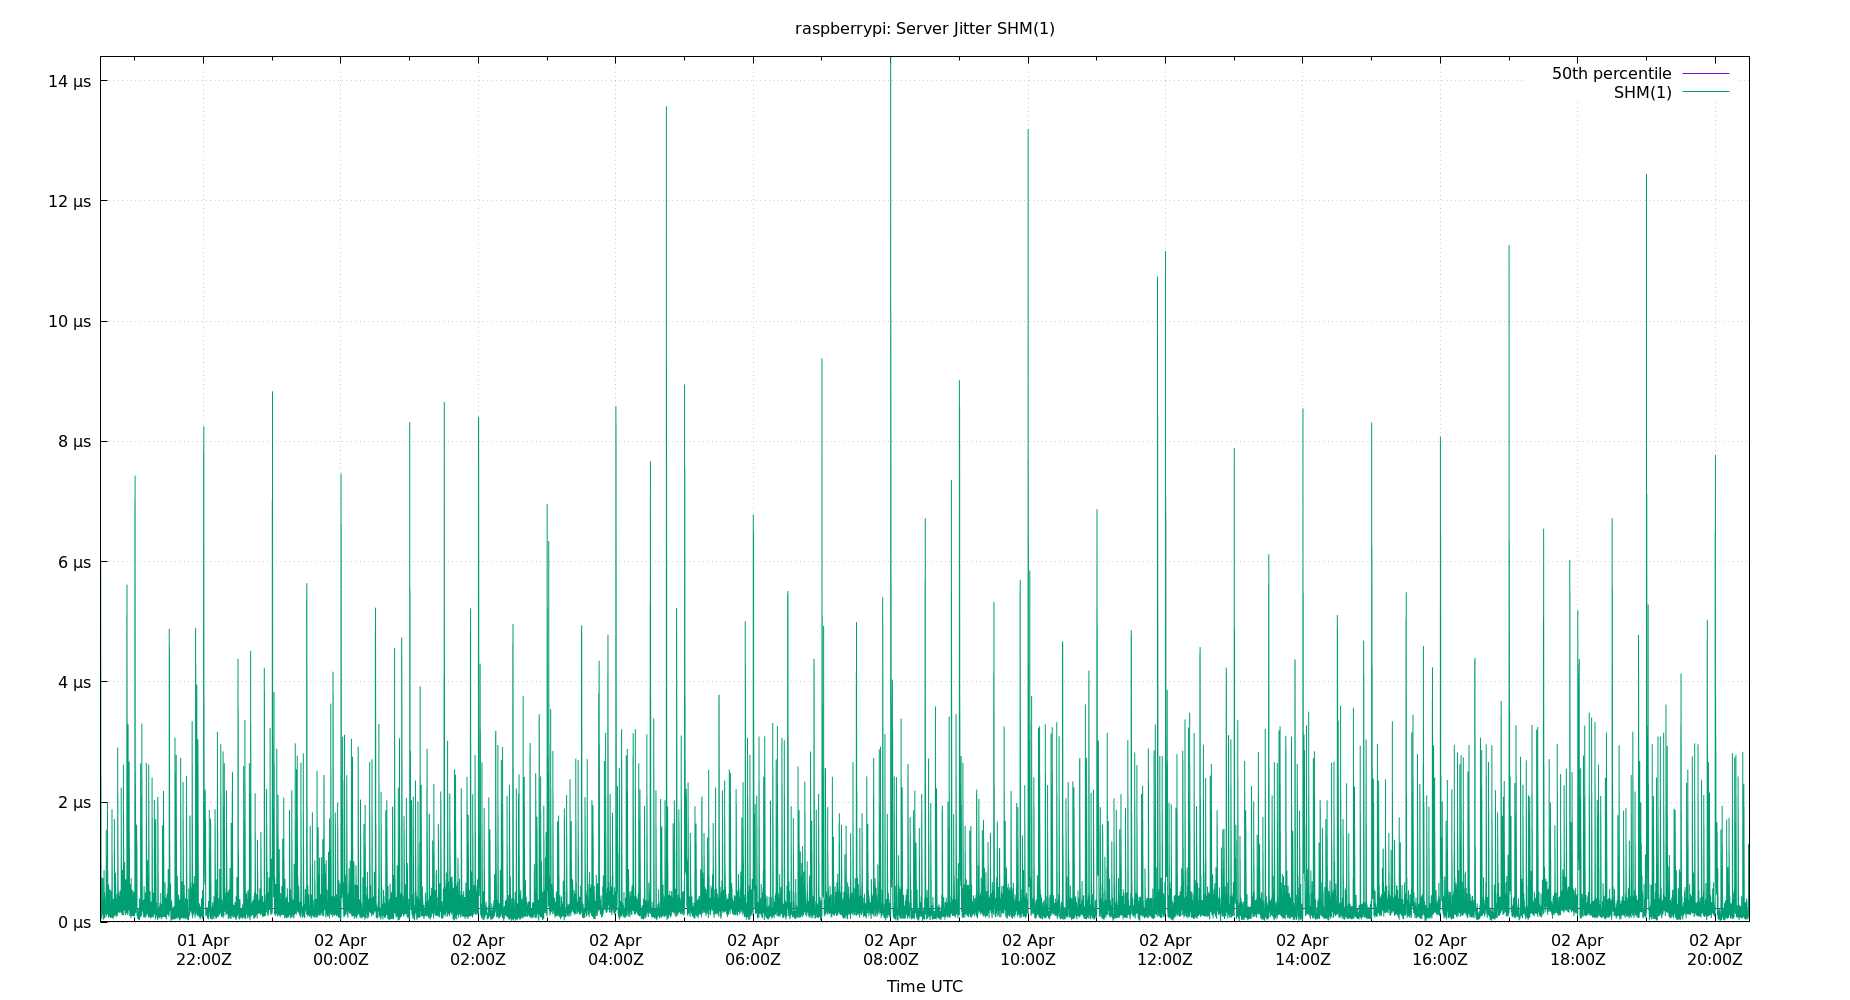 raspberrypi: Server Jitter SHM(1)
50th percentile
SHM(1)
14 µs
12 µs
10 µs
8 µs
6 µs
4 µs
2 µs
0 µs
01 Apr 02 Apr 02 Apr 02 Apr 02 Apr 02 Apr 02 Apr 02 Apr 02 Apr 02 Apr 02 Apr 02 Apr
22:00Z 00:00Z 02:00Z 04:00Z 06:00Z 08:00Z 10:00Z 12:00Z 14:00Z 16:00Z 18:00Z 20:00Z
Time UTC